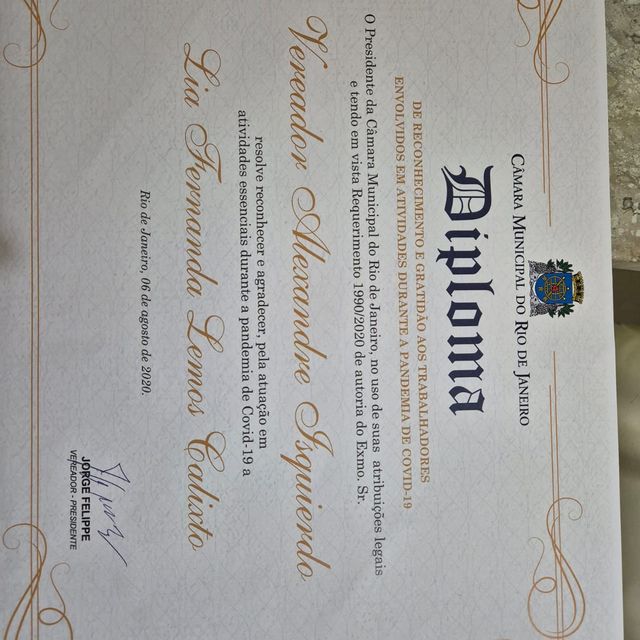 CÂMARA MUNICIPAL DO RIO DE JANEIRO
Diploma
DE RECONHECIMENTO E GRATIDÃO AOS TRABALHADORES
ENVOLVIDOS EM ATIVIDADES DURANTE A PANDEMIA DE COVID-19
O Presidente da Câmara Municipal do Rio de Janeiro, no uso de suas atribuições legais
e tendo em vista Requerimento 1990/2020 de autoria do Exmo. Sr.
Vereador Alexandre Isquierdo
resolve reconhecer e agradecer, pela atuação em
atividades essenciais durante a pandemia de Covid-19 a
Lia Fernanda Lemos Calixto
Rio de Janeiro, 06 de agosto de 2020.
JORGE FELIPPE
VEREADOR - PRESIDENTE